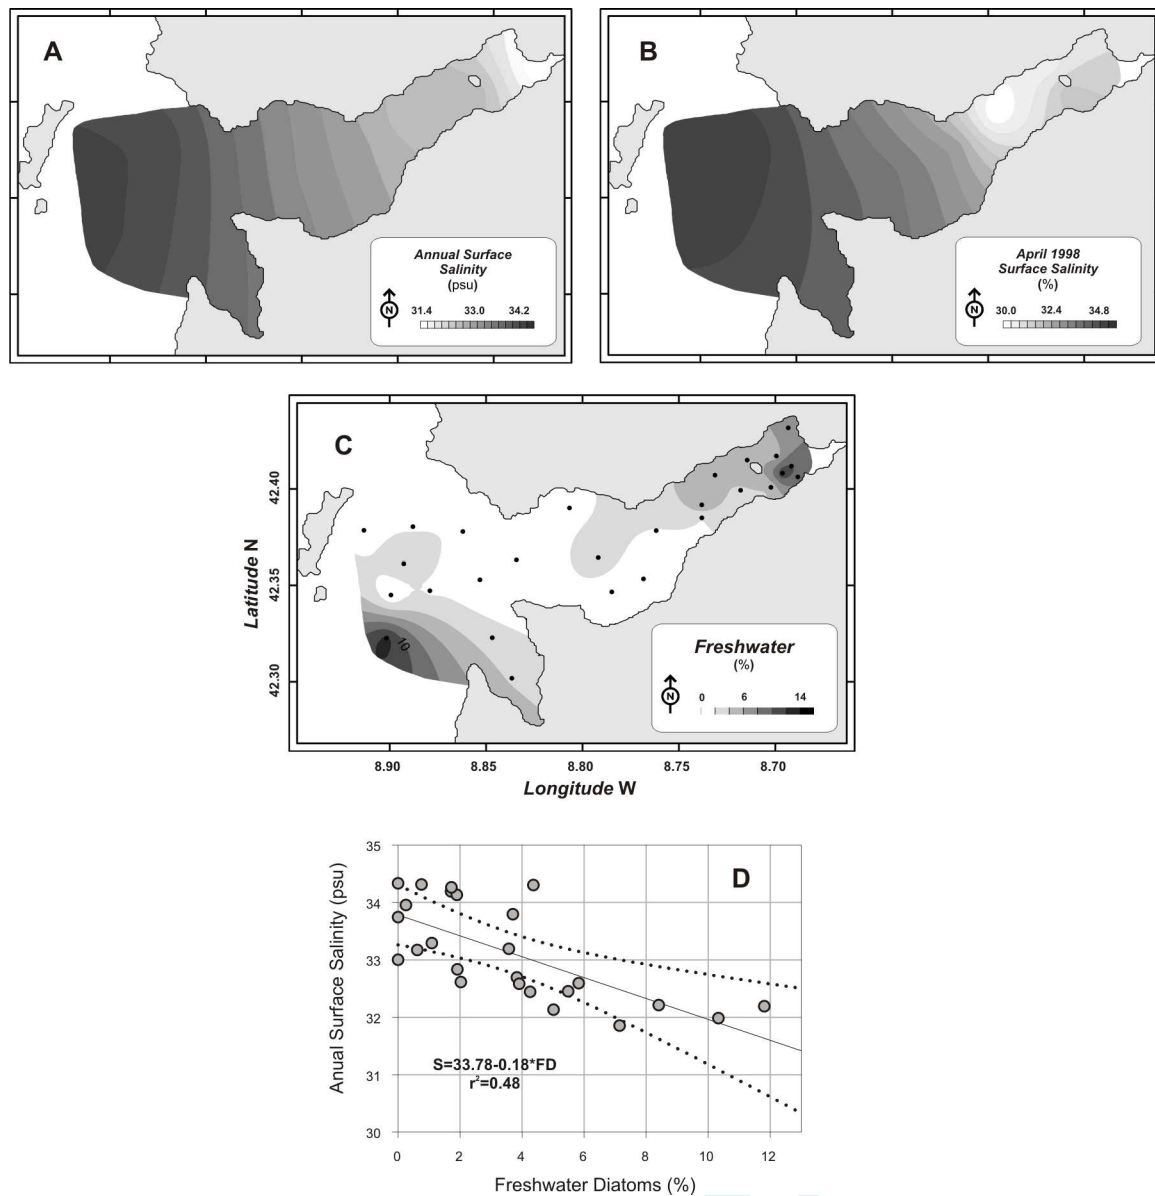 A
Annual Surface
Salinity
(psu)
N
31.4 33.0 34.2
B
April 1998
Surface Salinity
(%)
N
30.0 32.4 34.8
C
10
Freshwater
(%)
N
0 6 14
42.40
42.35
42.30
Latitude N
8.90 8.85 8.80 8.75 8.70
Longitude W
D
35
34
33
32
31
30
Anual Surface Salinity (psu)
S=33.78-0.18*FD
r²=0.48
0 2 4 6 8 10 12
Freshwater Diatoms (%)